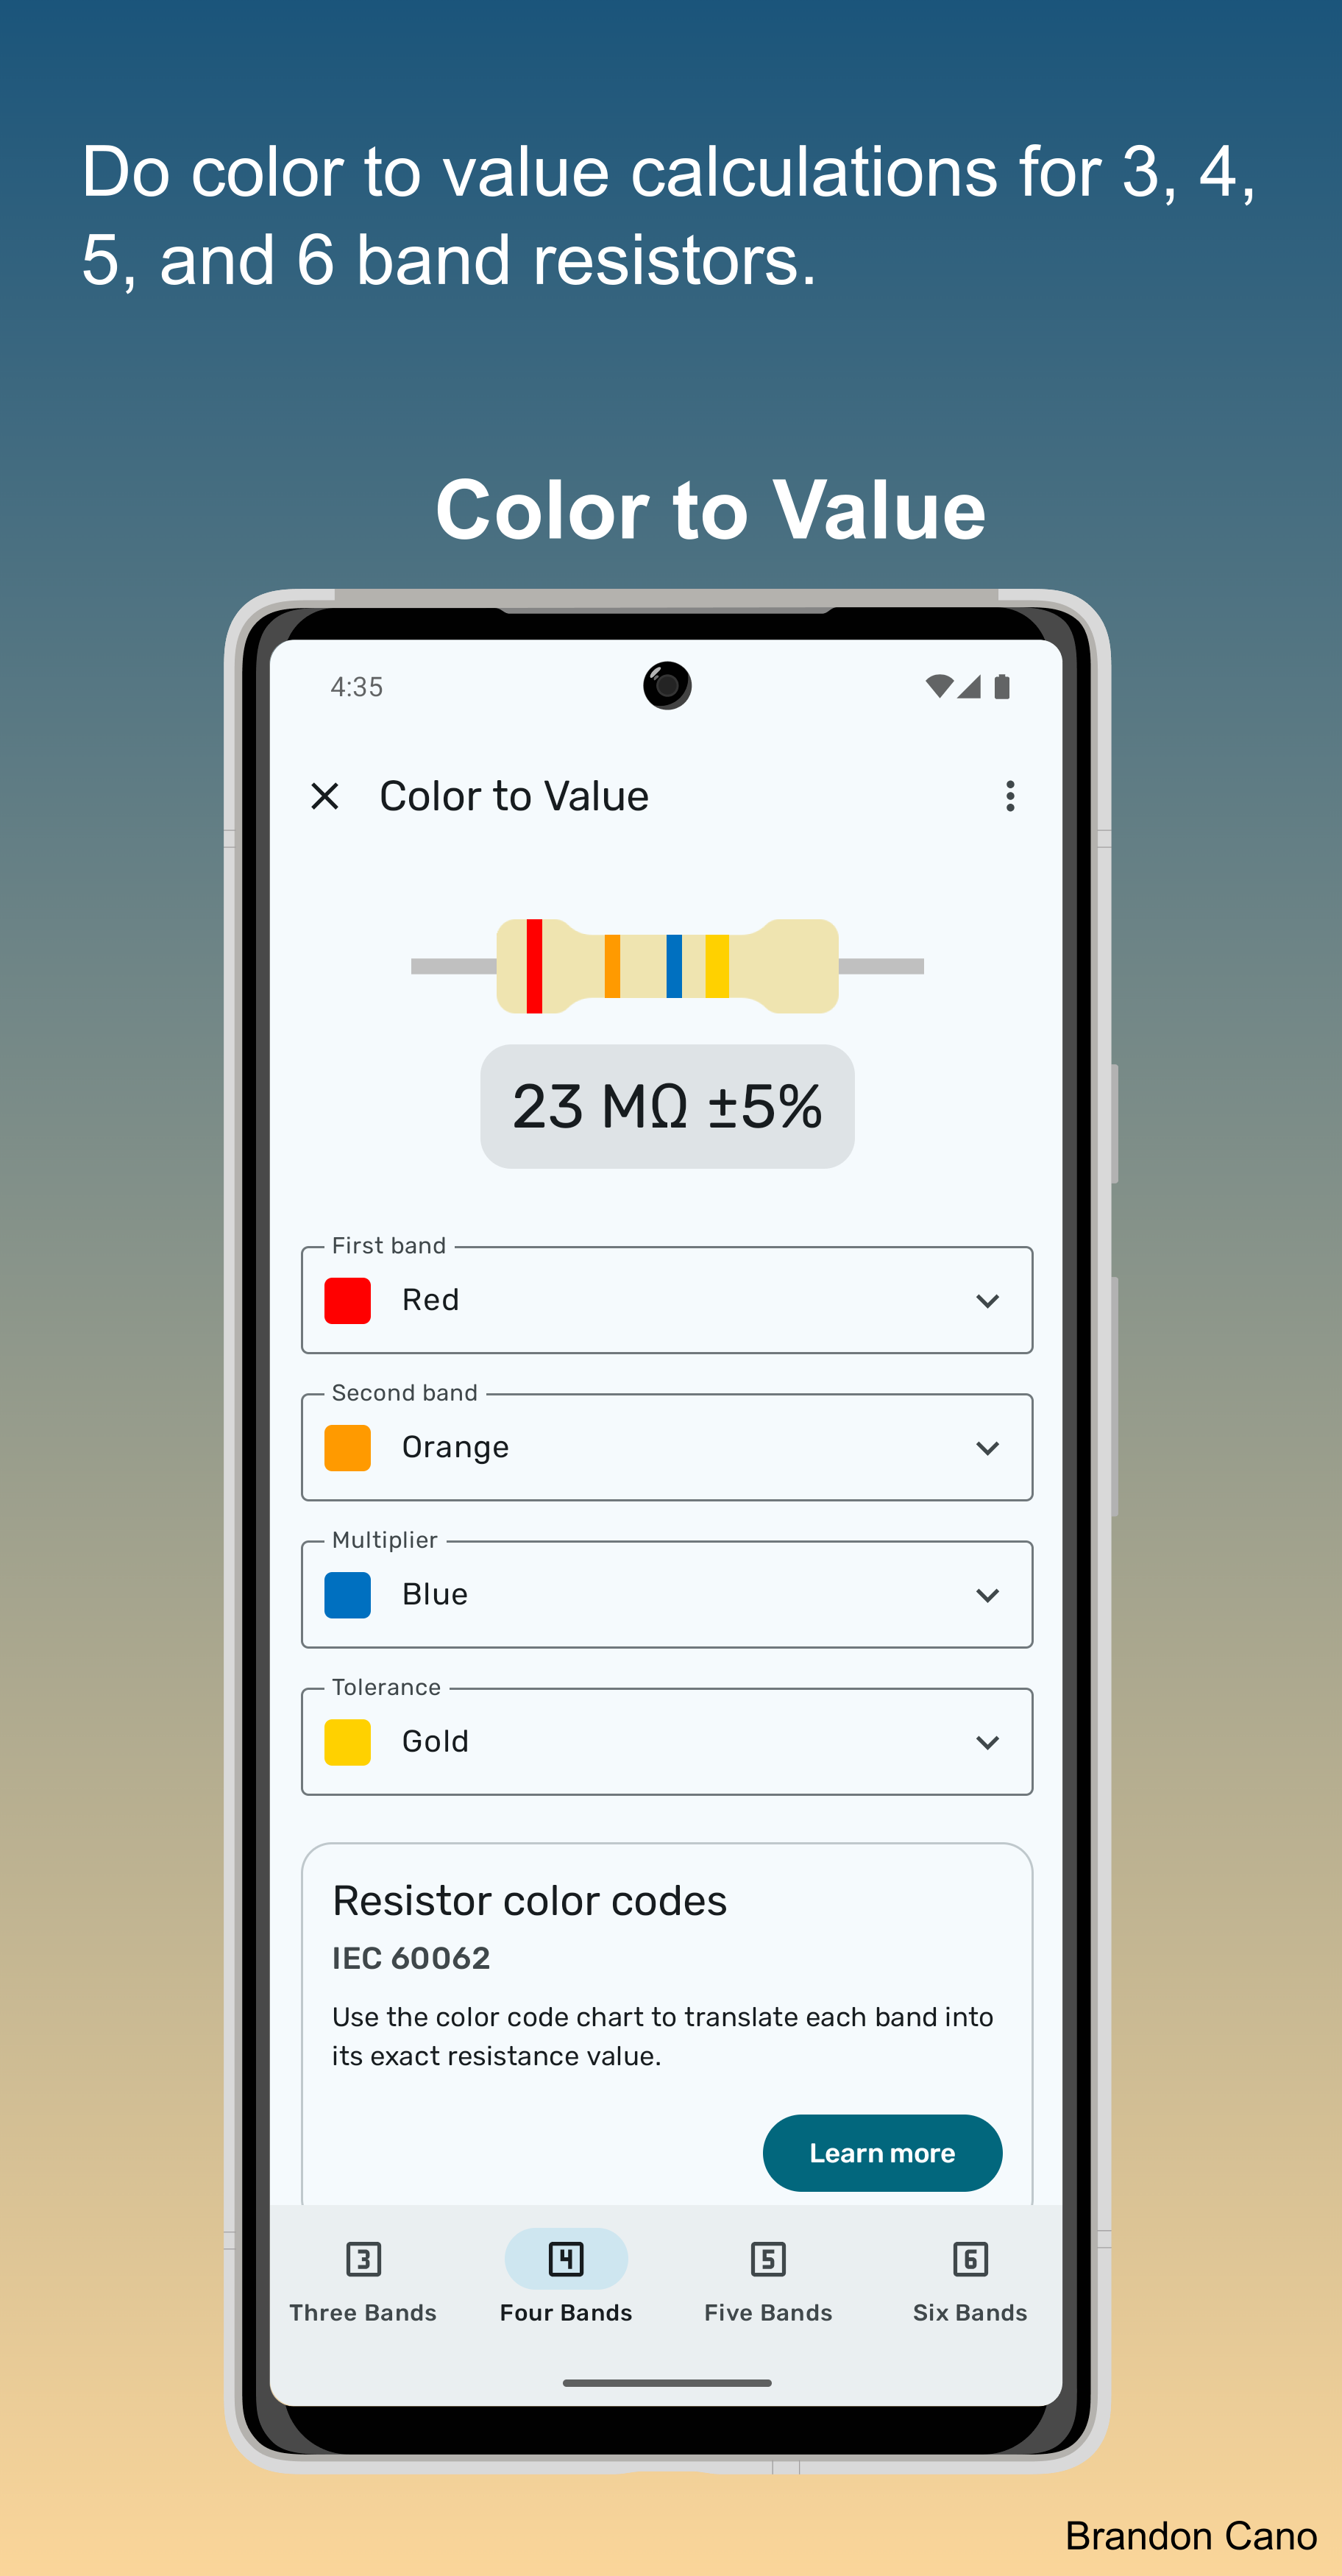 Do color to value calculations for 3, 4,
5, and 6 band resistors.
Color to Value
4:35
Color to Value
23 MΩ ±5%
First band
Red
Second band
Orange
Multiplier
Blue
Tolerance
Gold
Resistor color codes
IEC 60062
Use the color code chart to translate each band into
its exact resistance value.
Learn more
3 4 5 6
Three Bands Four Bands Five Bands Six Bands
Brandon Cano